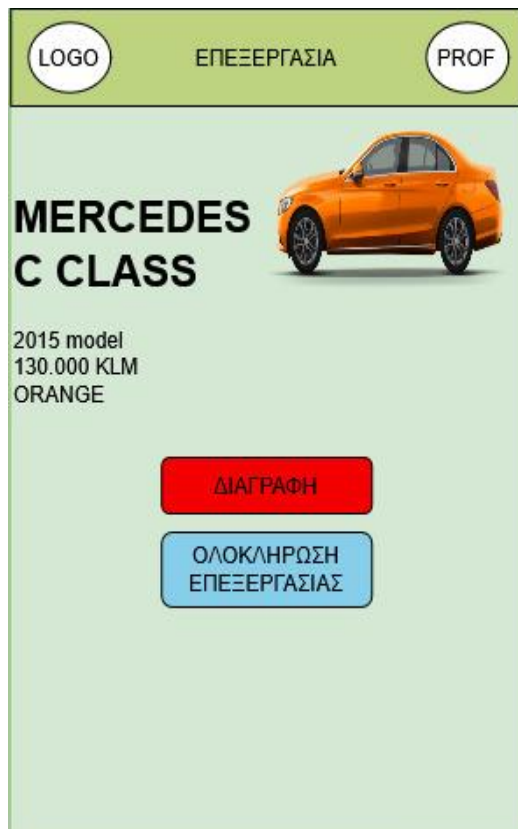 LOGO
ΕΠΕΞΕΡΓΑΣΙΑ
PROF
MERCEDES
C CLASS
2015 model
130.000 KLM
ORANGE
ΔΙΑΓΡΑΦΗ
ΟΛΟΚΛΗΡΩΣΗ
ΕΠΕΞΕΡΓΑΣΙΑΣ